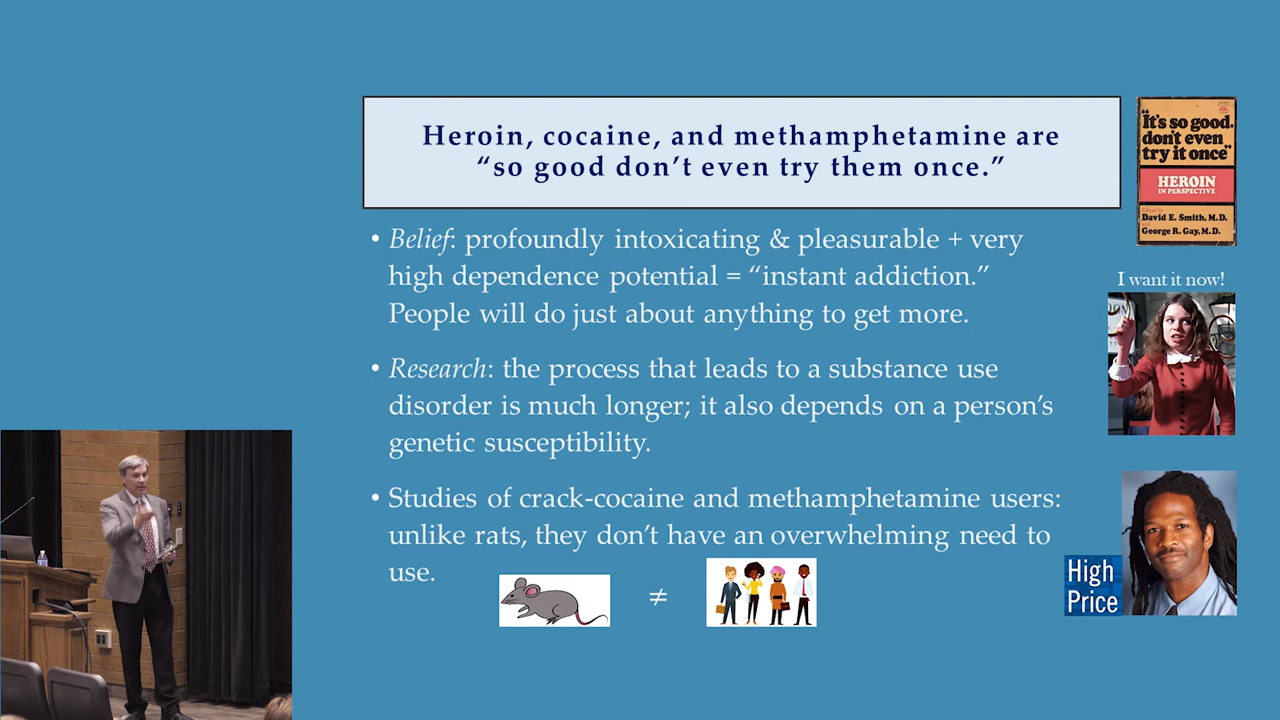 Heroin, cocaine, and methamphetamine are
“so good don’t even try them once.”
• Belief: profoundly intoxicating & pleasurable + very
high dependence potential = “instant addiction.”
People will do just about anything to get more.
• Research: the process that leads to a substance use
disorder is much longer; it also depends on a person’s
genetic susceptibility.
• Studies of crack-cocaine and methamphetamine users:
unlike rats, they don’t have an overwhelming need to
use.
≠
"It's so good.
don't even
try it once"
HEROIN
IN PERSPECTIVE
David E. Smith, M.D.
George R. Gay, M.D.
I want it now!
High
Price